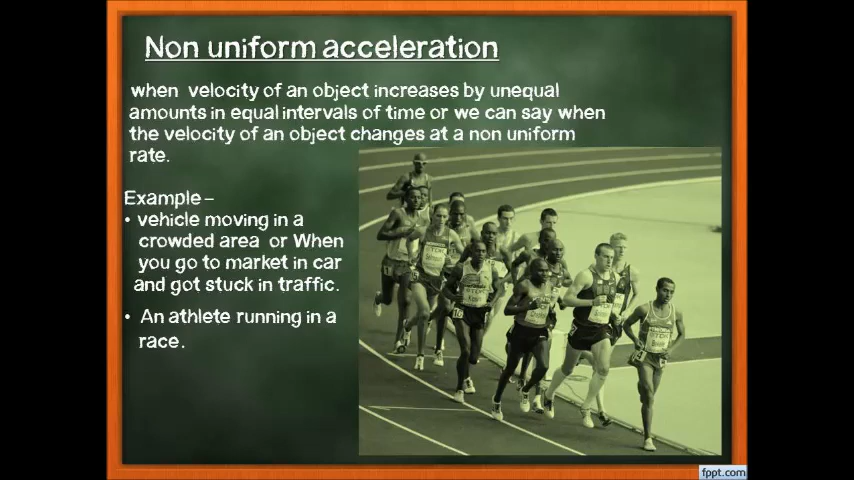 Non uniform acceleration
when velocity of an object increases by unequal
amounts in equal intervals of time or we can say when
the velocity of an object changes at a non uniform
rate.
Example –
• vehicle moving in a
crowded area or When
you go to market in car
and got stuck in traffic.
• An athlete running in a
race.
fppt.com